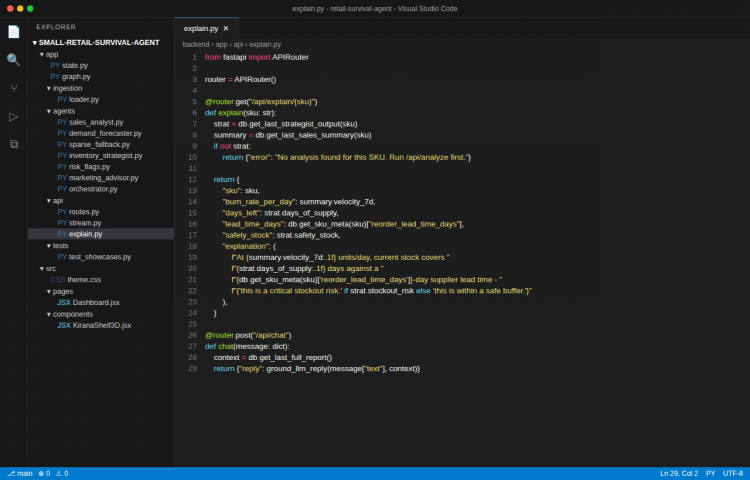 explain.py - retail-survival-agent - Visual Studio Code
EXPLORER
▾ SMALL-RETAIL-SURVIVAL-AGENT
▾ app
PY state.py
PY graph.py
▾ ingestion
PY loader.py
▾ agents
PY sales_analyst.py
PY demand_forecaster.py
PY sparse_fallback.py
PY inventory_strategist.py
PY risk_flags.py
PY marketing_advisor.py
PY orchestrator.py
▾ api
PY routes.py
PY stream.py
PY explain.py
▾ tests
PY test_showcases.py
▾ src
CSS theme.css
▾ pages
JSX Dashboard.jsx
▾ components
JSX KiranaShelf3D.jsx
explain.py ✕
backend › app › api › explain.py
1 from fastapi import APIRouter
2
3 router = APIRouter()
4
5 @router.get("/api/explain/{sku}")
6 def explain(sku: str):
7     strat = db.get_last_strategist_output(sku)
8     summary = db.get_last_sales_summary(sku)
9     if not strat:
10         return {"error": "No analysis found for this SKU. Run /api/analyze first."}
11
12     return {
13         "sku": sku,
14         "burn_rate_per_day": summary.velocity_7d,
15         "days_left": strat.days_of_supply,
16         "lead_time_days": db.get_sku_meta(sku)["reorder_lead_time_days"],
17         "safety_stock": strat.safety_stock,
18         "explanation": (
19             f"At {summary.velocity_7d:.1f} units/day, current stock covers "
20             f"{strat.days_of_supply:.1f} days against a "
21             f"{db.get_sku_meta(sku)['reorder_lead_time_days']}-day supplier lead time - "
22             f"{'this is a critical stockout risk.' if strat.stockout_risk else 'this is within a safe buffer.'}"
23         ),
24     }
25
26 @router.post("/api/chat")
27 def chat(message: dict):
28     context = db.get_last_full_report()
29     return {"reply": ground_llm_reply(message["text"], context)}
⎇ main ⊗ 0 ⚠ 0
Ln 29, Col 2 PY UTF-8